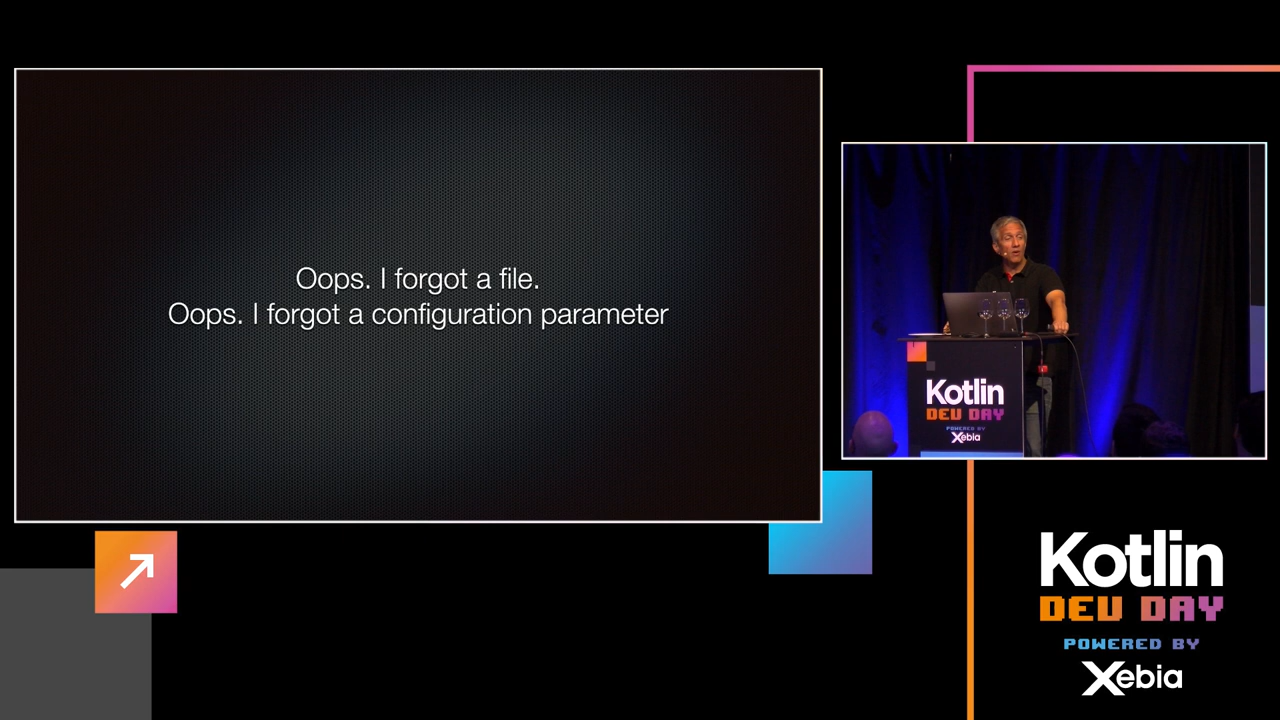 Oops. I forgot a file.
Oops. I forgot a configuration parameter
Kotlin
DEV DAY
POWERED BY
Xebia
Kotlin
DEV DAY
POWERED BY
Xebia